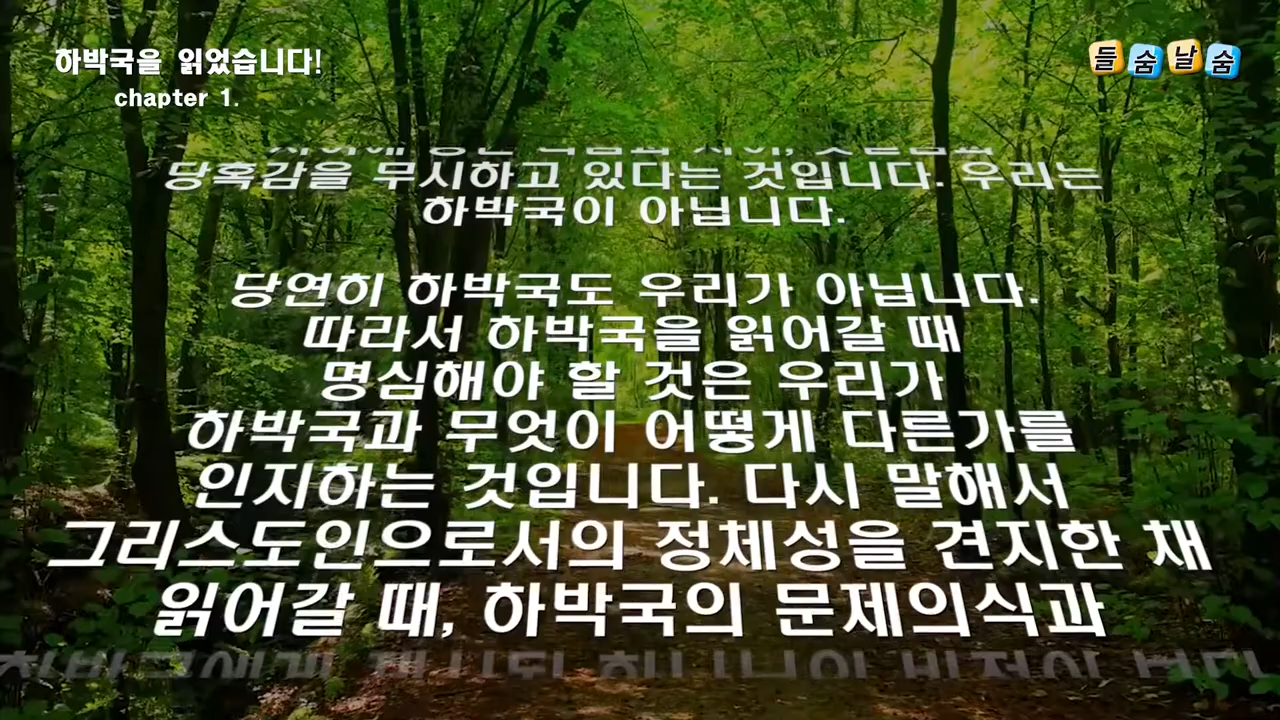 하박국을 읽었습니다!
chapter 1.
들숨날숨
당혹감을 무시하고 있다는 것입니다. 우리는
하박국이 아닙니다.
당연히 하박국도 우리가 아닙니다.
따라서 하박국을 읽어갈 때
명심해야 할 것은 우리가
하박국과 무엇이 어떻게 다른가를
인지하는 것입니다. 다시 말해서
그리스도인으로서의 정체성을 견지한 채
읽어갈 때, 하박국의 문제의식과